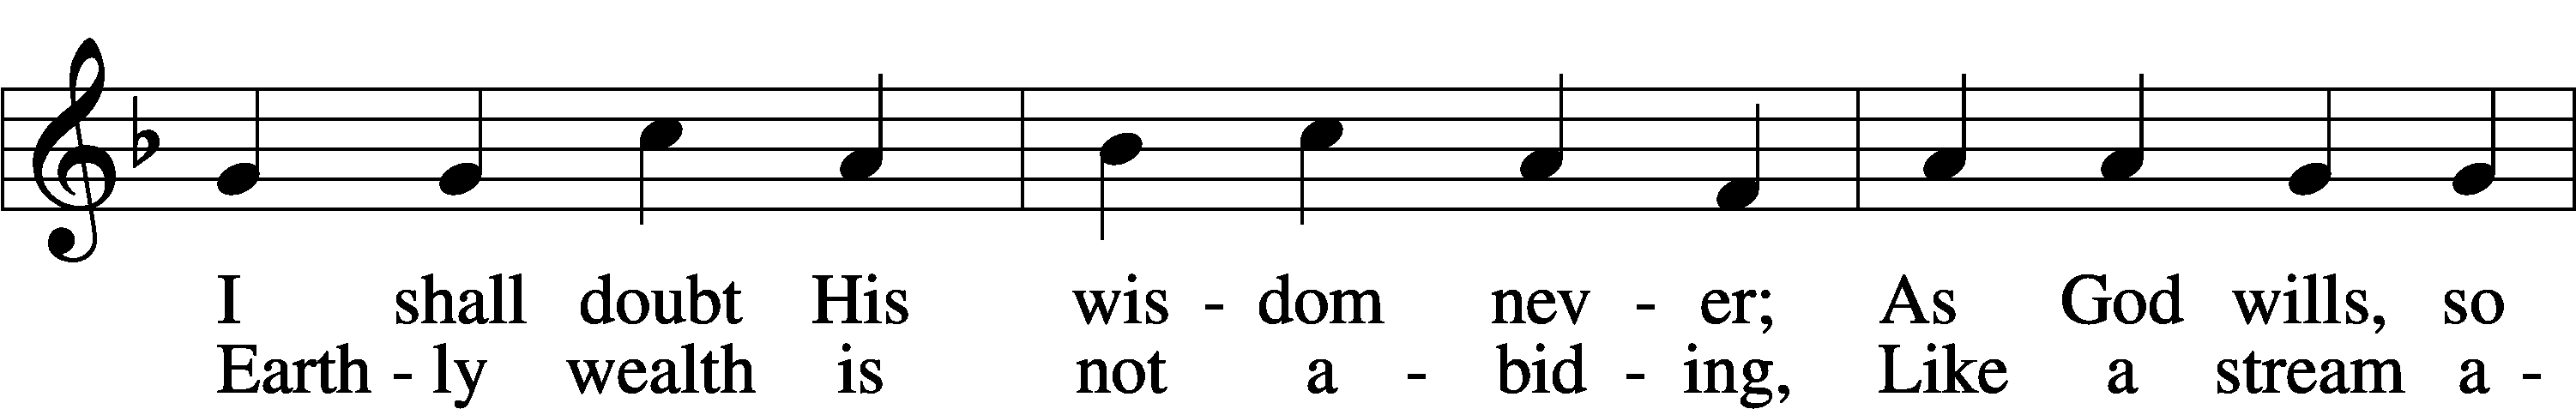 I shall doubt His wis - dom nev - er; As God wills, so
Earth - ly wealth is not a - bid - ing, Like a stream a -